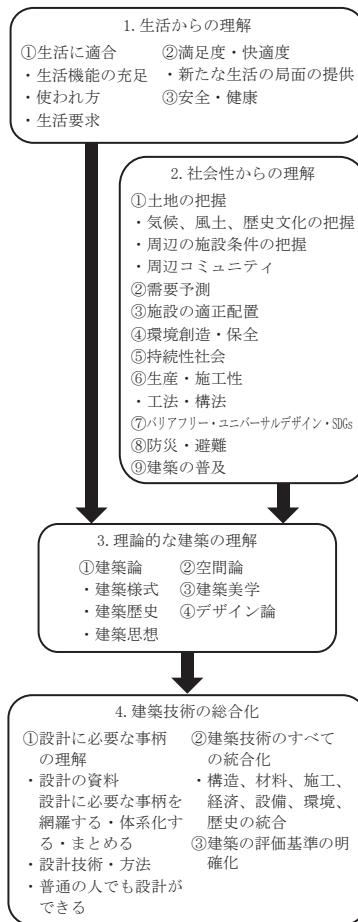 1.生活からの理解
①生活に適合
・生活機能の充足
・使われ方
・生活要求
②満足度・快適度
・新たな生活の局面の提供
③安全・健康
2.社会性からの理解
①土地の把握
・気候、風土、歴史文化の把握
・周辺の施設条件の把握
・周辺コミュニティ
②需要予測
③施設の適正配置
④環境創造・保全
⑤持続性社会
⑥生産・施工性
・工法・構法
⑦バリアフリー・ユニバーサルデザイン・SDGs
⑧防災・避難
⑨建築の普及
3.理論的な建築の理解
①建築論
・建築様式
・建築歴史
・建築思想
②空間論
③建築美学
④デザイン論
4.建築技術の総合化
①設計に必要な事柄
の理解
・設計の資料
設計に必要な事柄を
網羅する・体系化す
る・まとめる
・設計技術・方法
・普通の人でも設計が
できる
②建築技術のすべて
の統合化
・構造、材料、施工、
経済、設備、環境、
歴史の統合
③建築の評価基準の明
確化